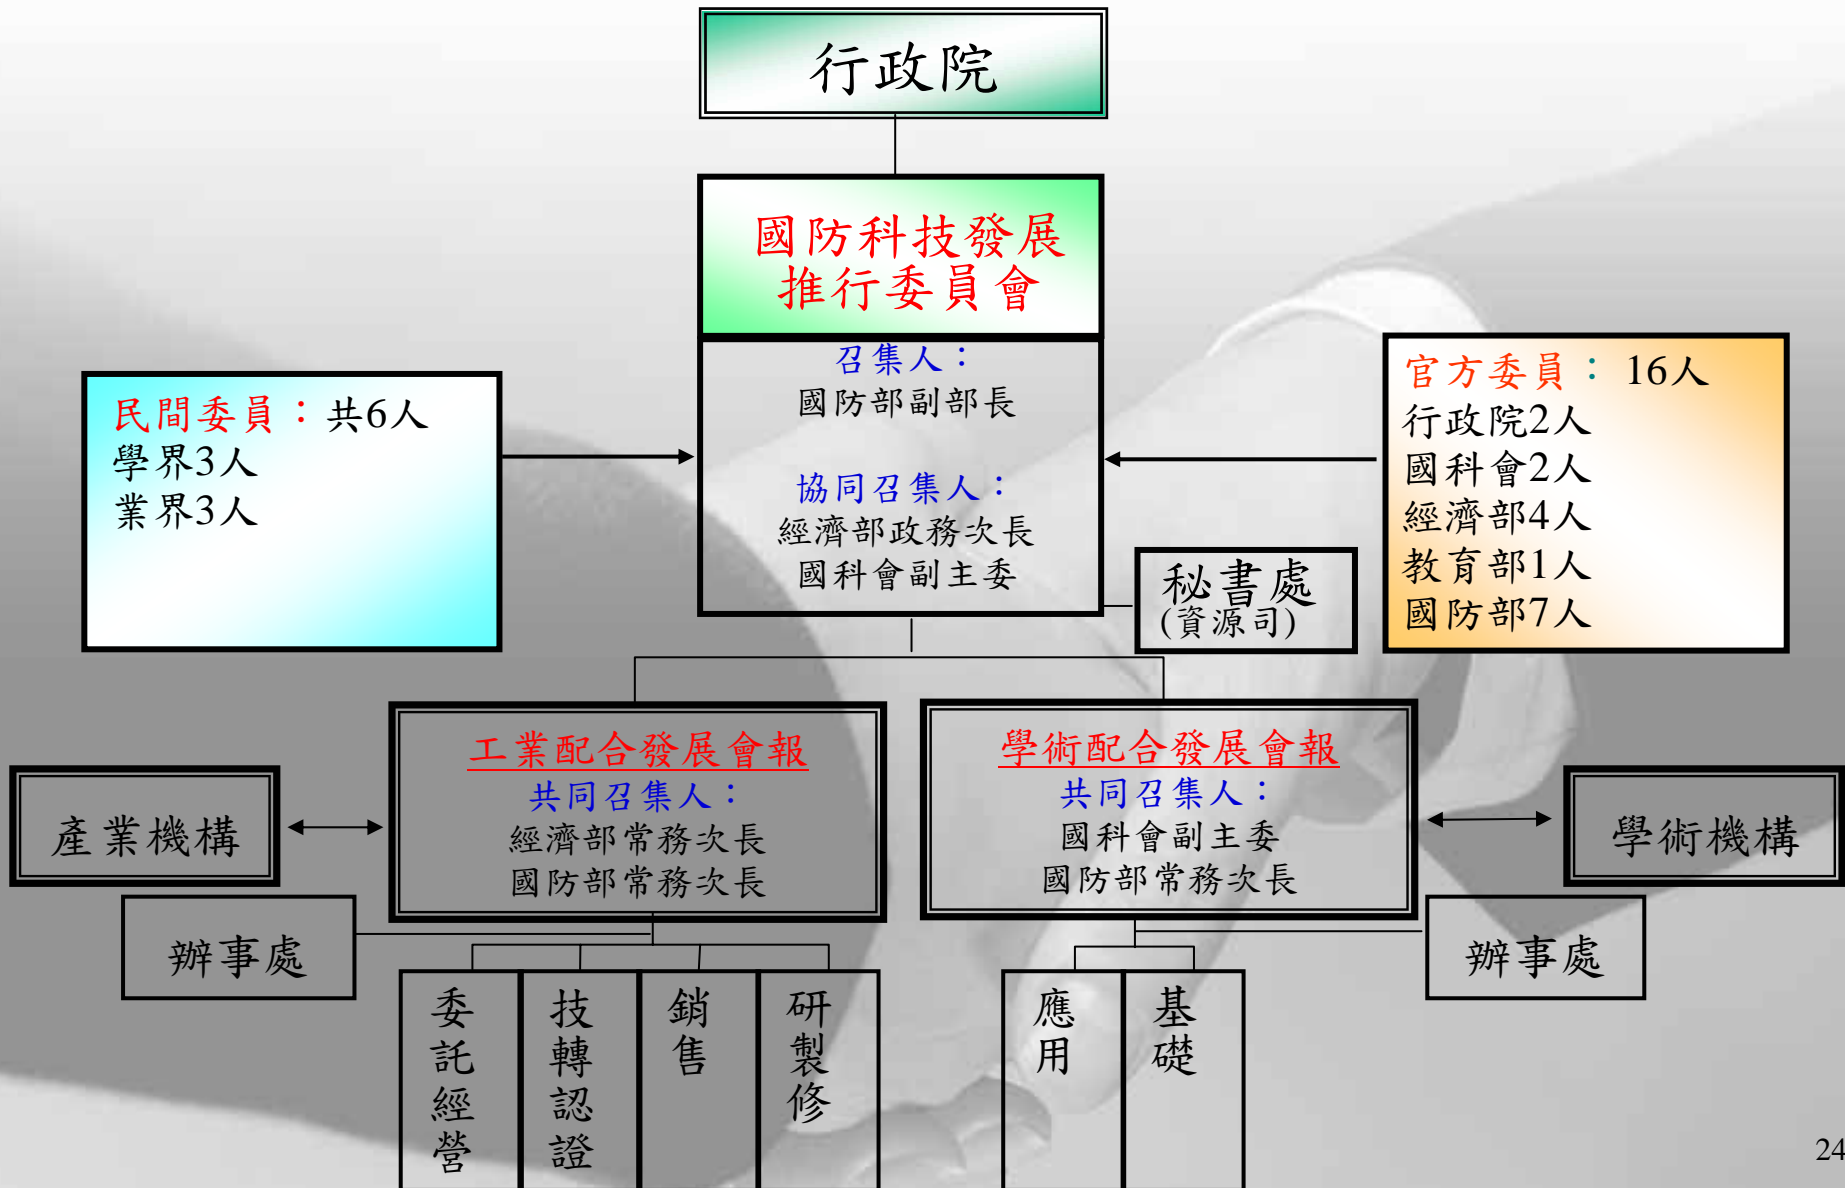 行政院
國防科技發展
推行委員會
召集人：
國防部副部長
協同召集人：
經濟部政務次長
國科會副主委
民間委員：共6人
學界3人
業界3人
官方委員：16人
行政院2人
國科會2人
經濟部4人
教育部1人
國防部7人
秘書處
(資源司)
工業配合發展會報
共同召集人：
經濟部常務次長
國防部常務次長
學術配合發展會報
共同召集人：
國科會副主委
國防部常務次長
產業機構
學術機構
辦事處
辦事處
委託經營
技轉認證
銷售
研製修
應用
基礎
24